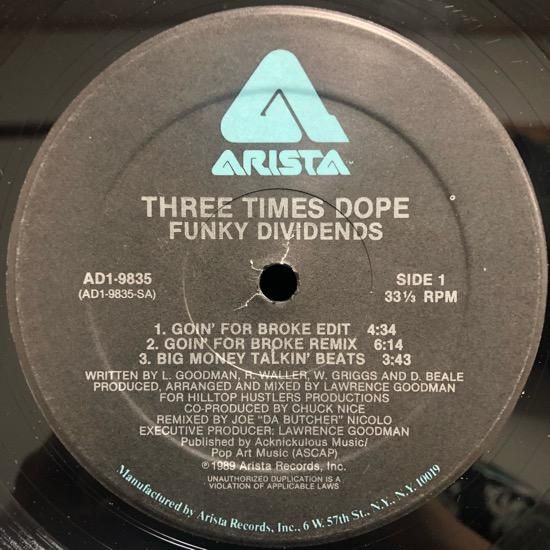 ARISTA™
THREE TIMES DOPE
FUNKY DIVIDENDS
AD1-9835
(AD1-9835-SA)
SIDE 1
33⅓ RPM
1. GOIN' FOR BROKE EDIT 4:34
2. GOIN' FOR BROKE REMIX 6:14
3. BIG MONEY TALKIN' BEATS 3:43
WRITTEN BY L. GOODMAN, R. WALLER, W. GRIGGS AND D. BEALE
PRODUCED, ARRANGED AND MIXED BY LAWRENCE GOODMAN
FOR HILLTOP HUSTLERS PRODUCTIONS
CO-PRODUCED BY CHUCK NICE
REMIXED BY JOE "DA BUTCHER" NICOLO
EXECUTIVE PRODUCER: LAWRENCE GOODMAN
Published by Acknickulous Music/
Pop Art Music (ASCAP)
℗1989 Arista Records, Inc.
UNAUTHORIZED DUPLICATION IS A
VIOLATION OF APPLICABLE LAWS
Manufactured by Arista Records, Inc., 6 W. 57th St., N.Y., N.Y. 10019